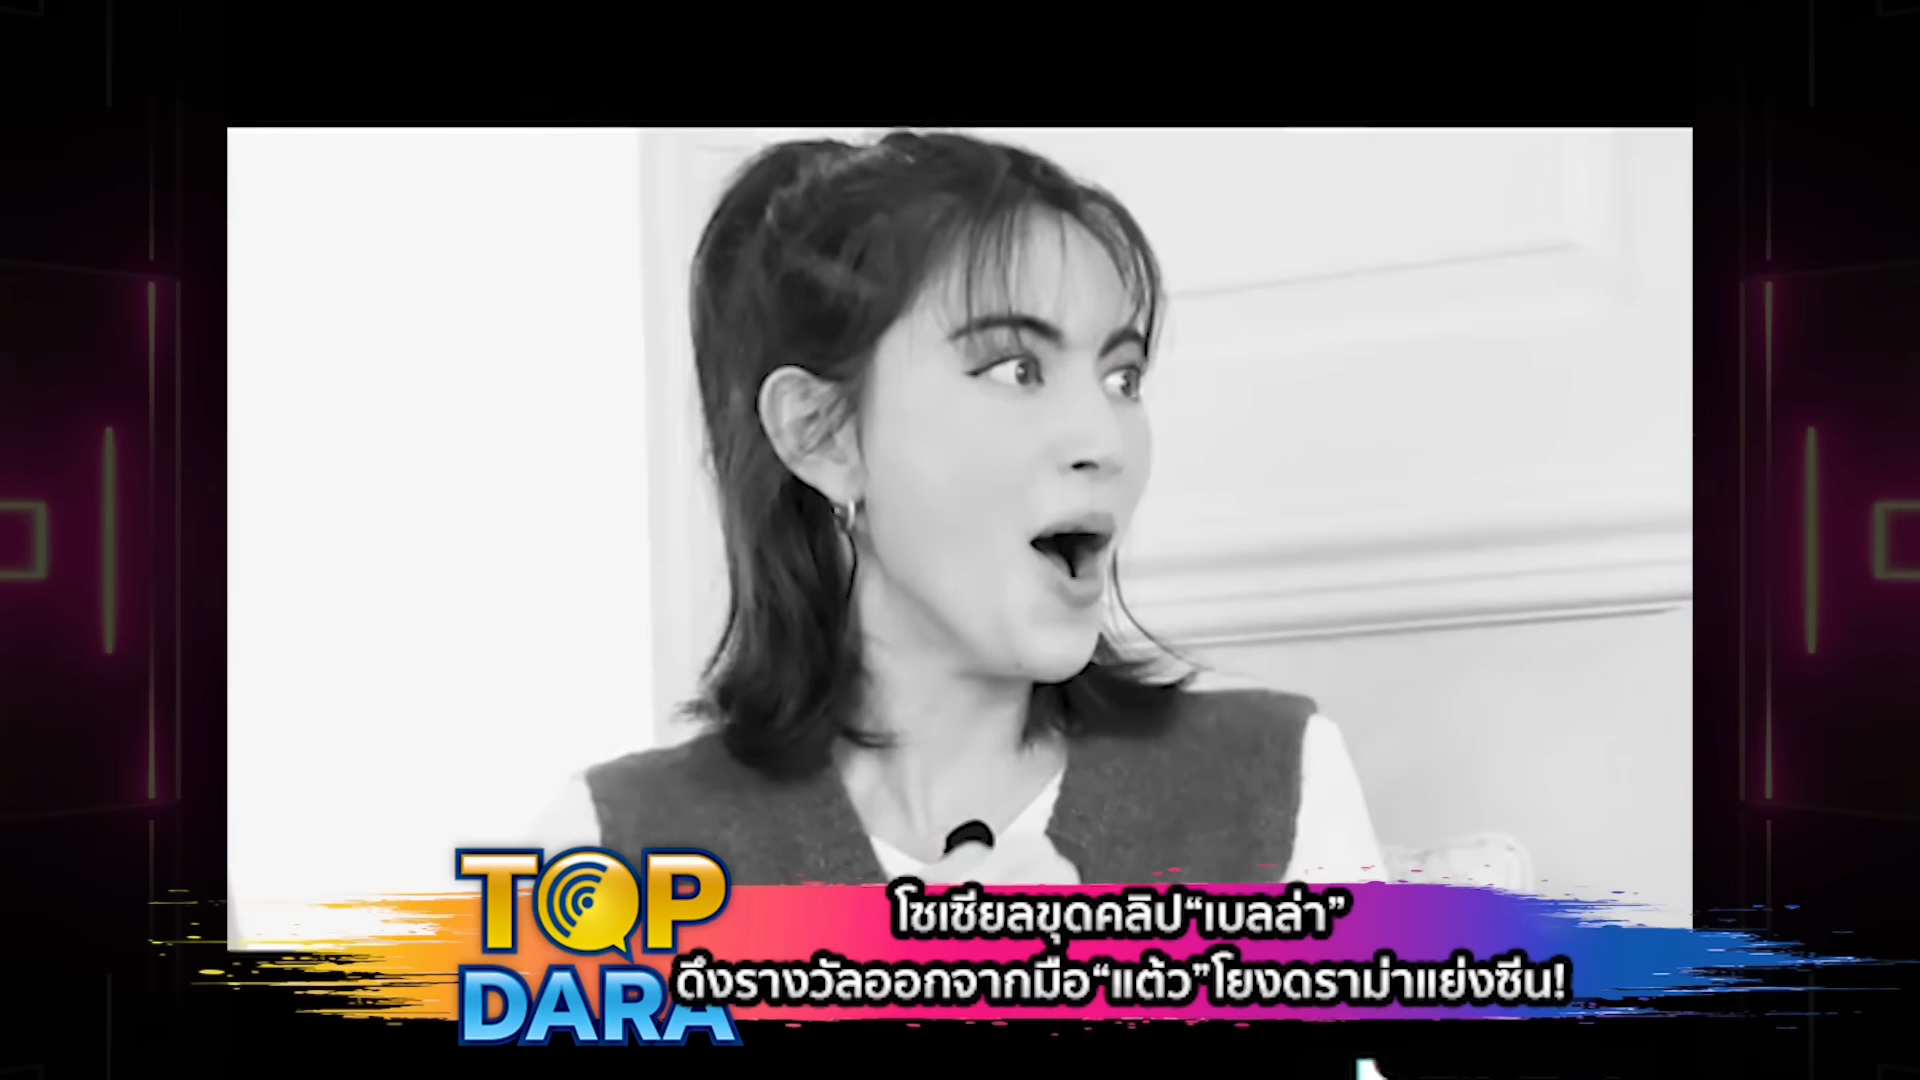 TOP
DARA
โซเซียลขุดคลิป“เบลล่า”
ดึงรางวัลออกจากมือ“แต้ว”โยงดราม่าแย่งซีน!